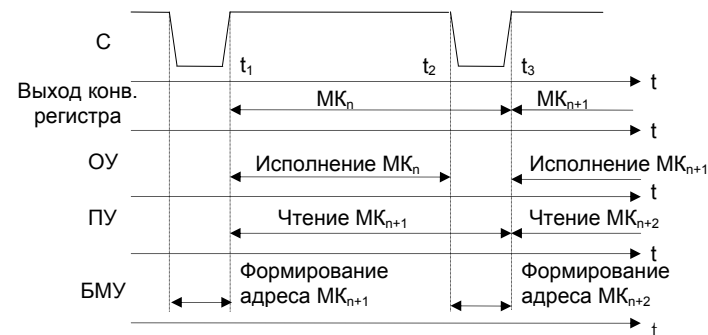 С
t1 t2 t3
t
Выход конв.
регистра
МКn МКn+1
t
ОУ
Исполнение МКn Исполнение МКn+1
t
ПУ
Чтение МКn+1 Чтение МКn+2
t
БМУ
Формирование
адреса МКn+1
Формирование
адреса МКn+2
t